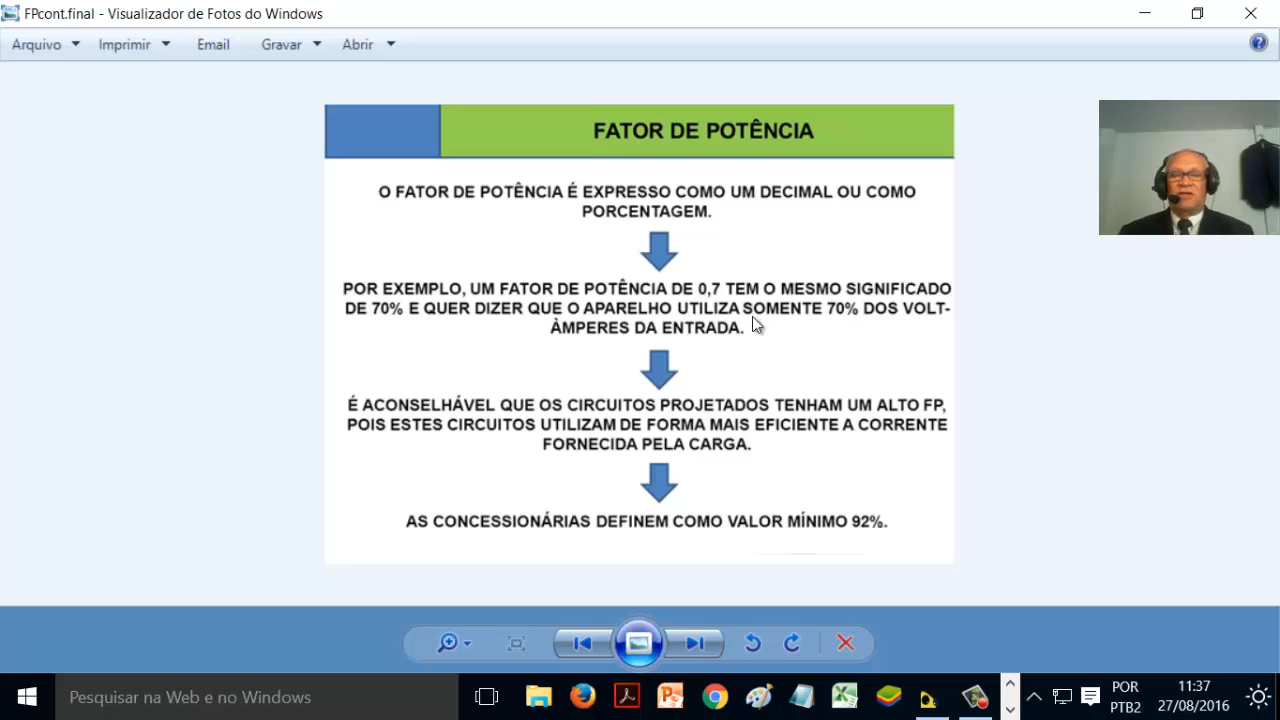 FPcont.final - Visualizador de Fotos do Windows
Arquivo Imprimir Email Gravar Abrir
FATOR DE POTÊNCIA
O FATOR DE POTÊNCIA É EXPRESSO COMO UM DECIMAL OU COMO
PORCENTAGEM.
POR EXEMPLO, UM FATOR DE POTÊNCIA DE 0,7 TEM O MESMO SIGNIFICADO
DE 70% E QUER DIZER QUE O APARELHO UTILIZA SOMENTE 70% DOS VOLT-
ÀMPERES DA ENTRADA.
É ACONSELHÁVEL QUE OS CIRCUITOS PROJETADOS TENHAM UM ALTO FP,
POIS ESTES CIRCUITOS UTILIZAM DE FORMA MAIS EFICIENTE A CORRENTE
FORNECIDA PELA CARGA.
AS CONCESSIONÁRIAS DEFINEM COMO VALOR MÍNIMO 92%.
Pesquisar na Web e no Windows
POR
PTB2
11:37
27/08/2016